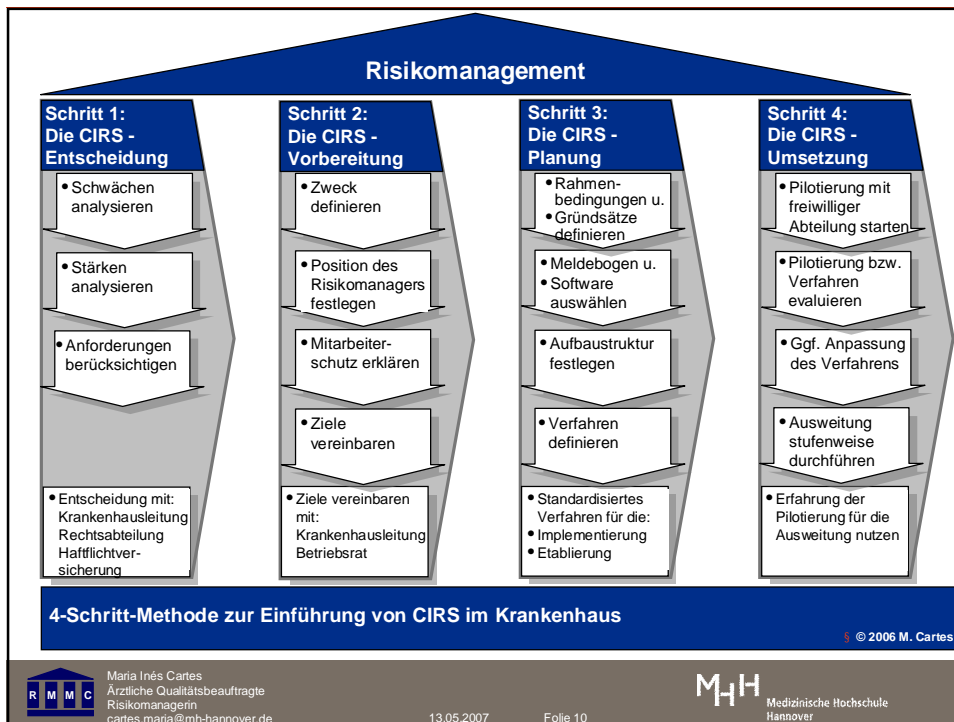 Risikomanagement
Schritt 1:
Die CIRS -
Entscheidung
• Schwächen
analysieren
• Stärken
analysieren
• Anforderungen
berücksichtigen
• Entscheidung mit:
Krankenhausleitung
Rechtsabteilung
Haftflichtver-
sicherung
Schritt 2:
Die CIRS -
Vorbereitung
• Zweck
definieren
• Position des
Risikomanagers
festlegen
• Mitarbeiter-
schutz erklären
• Ziele
vereinbaren
• Ziele vereinbaren
mit:
Krankenhausleitung
Betriebsrat
Schritt 3:
Die CIRS -
Planung
• Rahmen-
bedingungen u.
• Gründsätze
definieren
• Meldebogen u.
• Software
auswählen
• Aufbaustruktur
festlegen
• Verfahren
definieren
• Standardisiertes
Verfahren für die:
• Implementierung
• Etablierung
Schritt 4:
Die CIRS -
Umsetzung
• Pilotierung mit
freiwilliger
Abteilung starten
• Pilotierung bzw.
Verfahren
evaluieren
• Ggf. Anpassung
des Verfahrens
• Ausweitung
stufenweise
durchführen
• Erfahrung der
Pilotierung für die
Ausweitung nutzen
4-Schritt-Methode zur Einführung von CIRS im Krankenhaus
§ © 2006 M. Cartes
R M M C
Maria Inés Cartes
Ärztliche Qualitätsbeauftragte
Risikomanagerin
cartes.maria@mh-hannover.de
13.05.2007 Folie 10
MHH
Medizinische Hochschule
Hannover